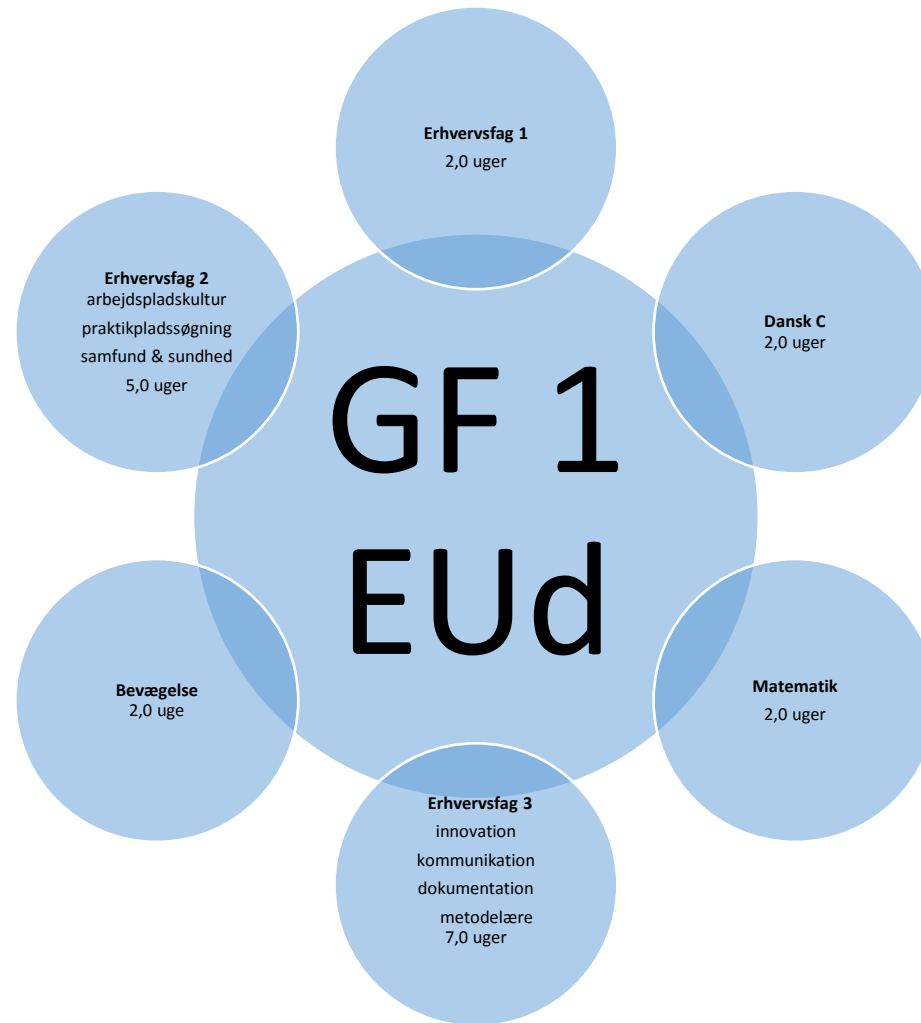 Erhvervsfag 1
2,0 uger
Dansk C
2,0 uger
Matematik
2,0 uger
Erhvervsfag 3
innovation
kommunikation
dokumentation
metodelære
7,0 uger
Bevægelse
2,0 uge
Erhvervsfag 2
arbejdspladskultur
praktikpladssøgning
samfund & sundhed
5,0 uger
GF 1
EUd